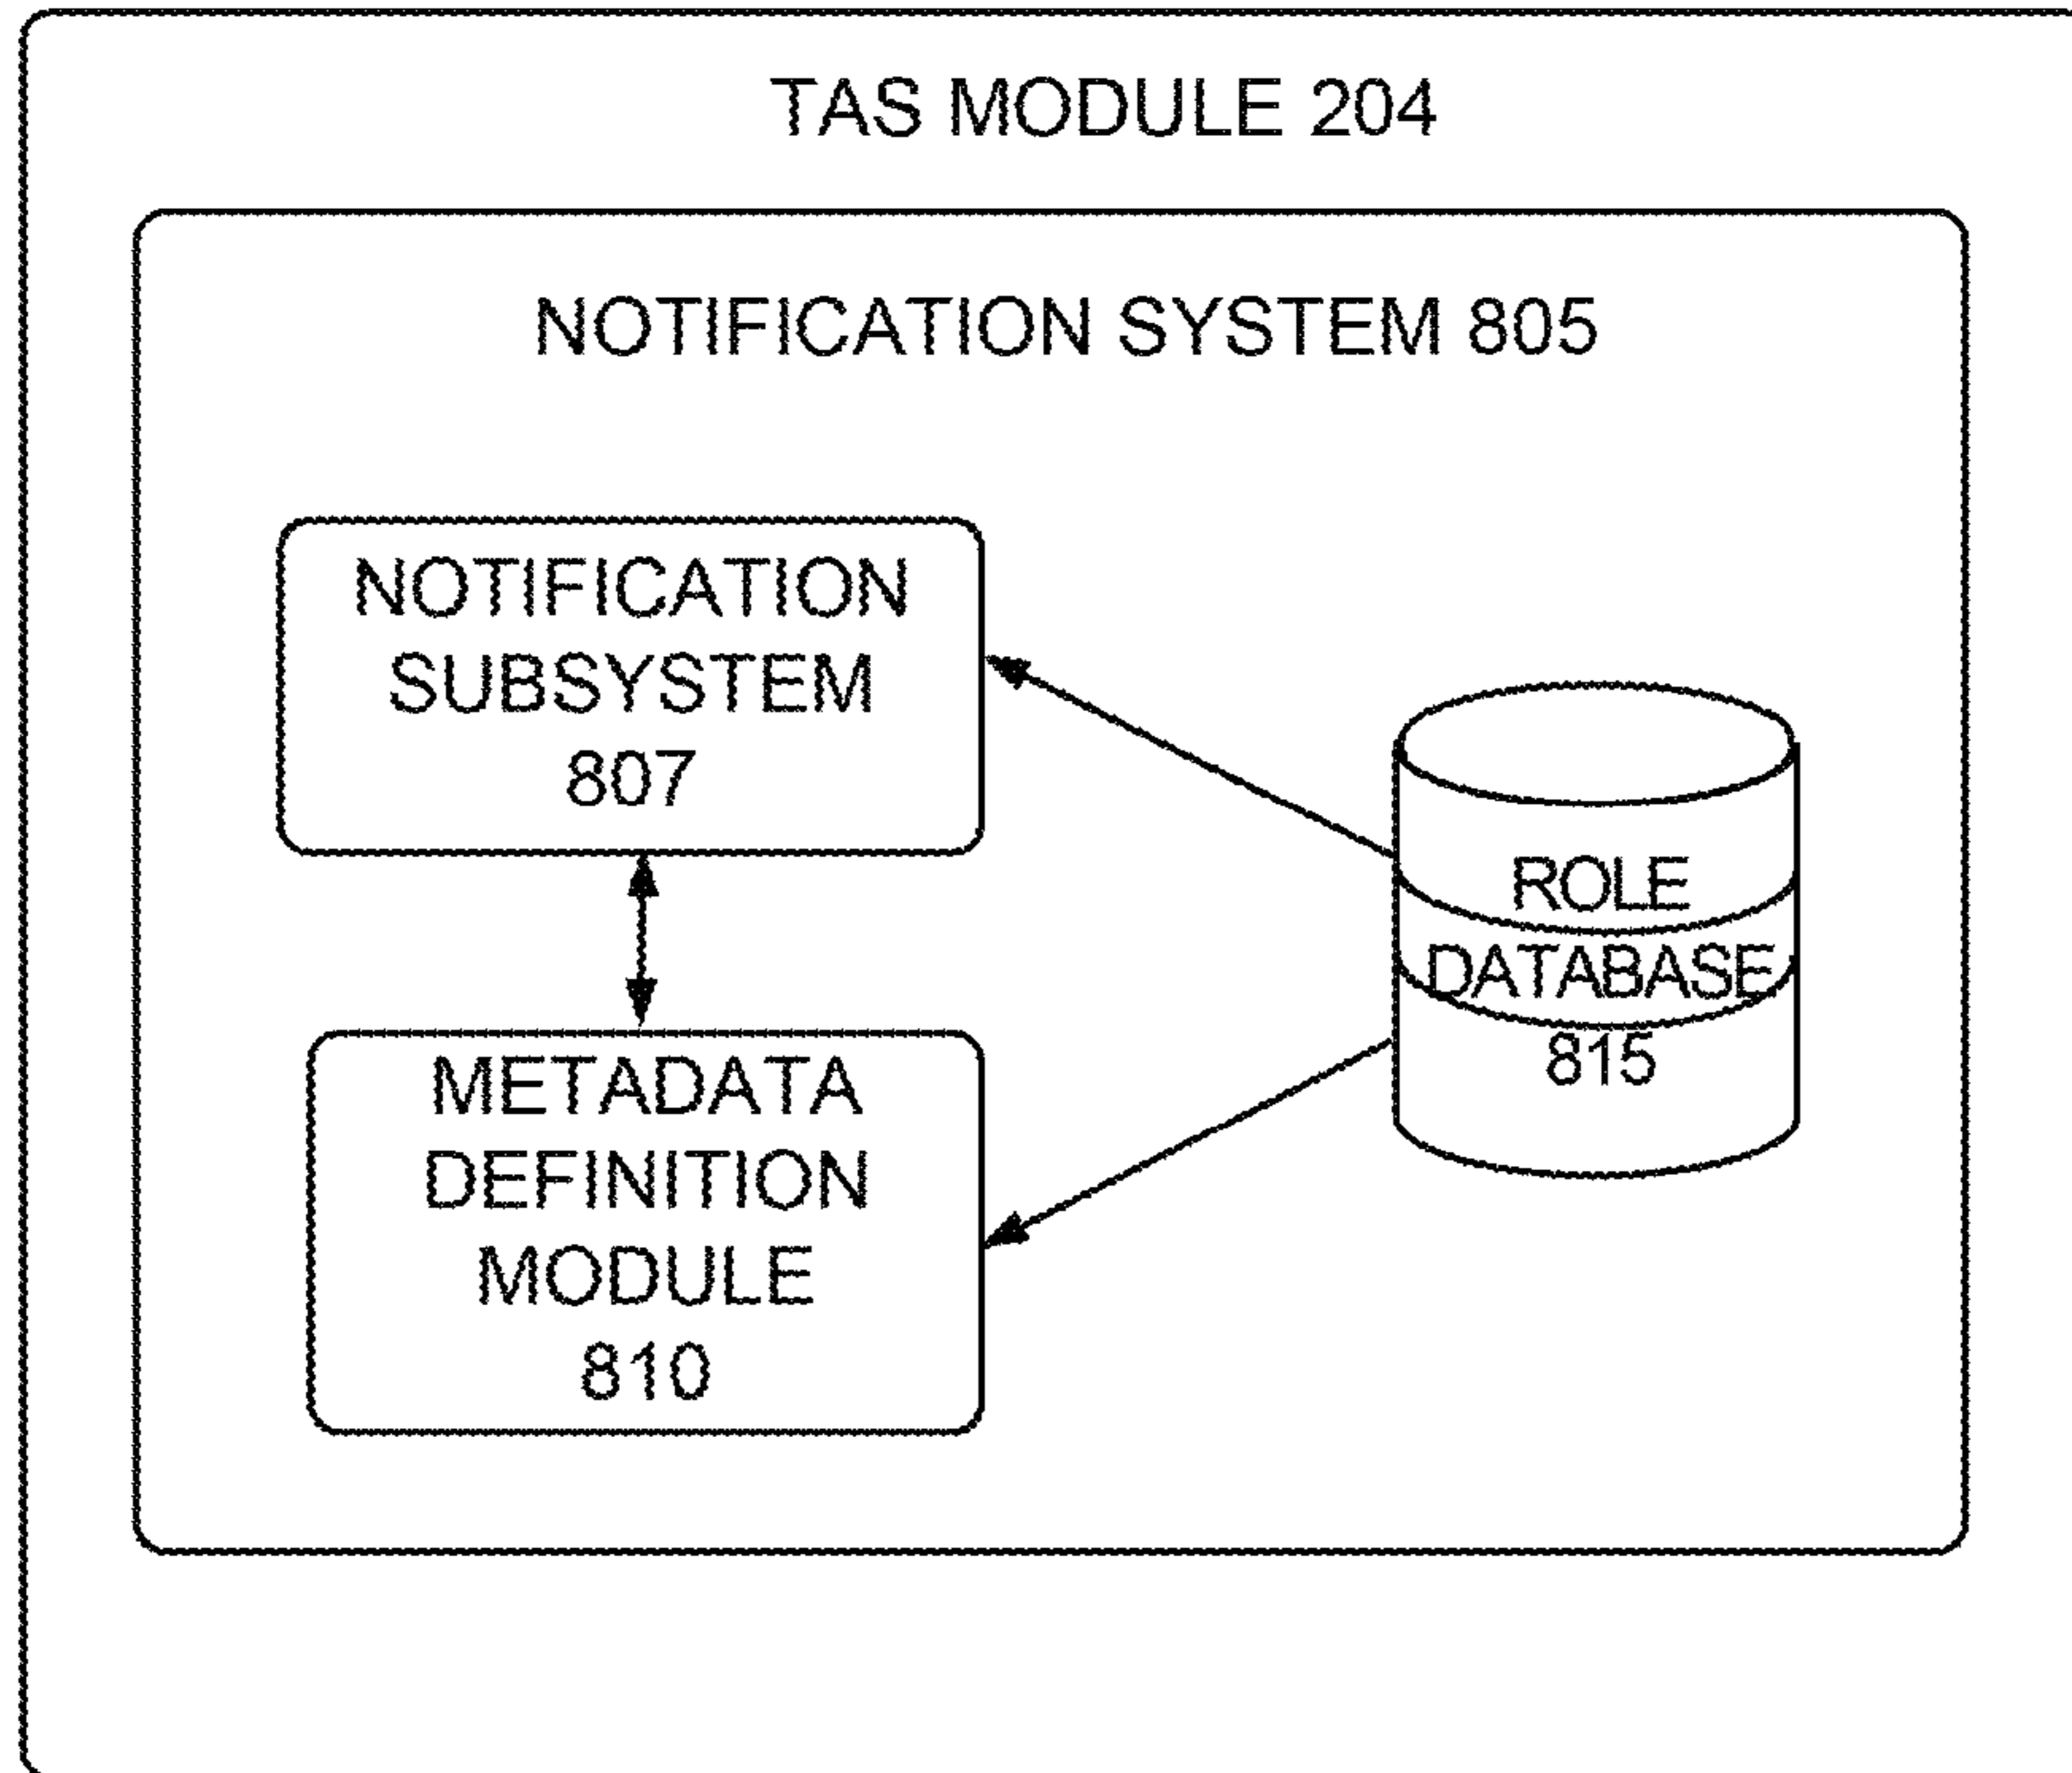 TAS MODULE 204
NOTIFICATION SYSTEM 805
NOTIFICATION
SUBSYSTEM
807
METADATA
DEFINITION
MODULE
810
ROLE
DATABASE
815